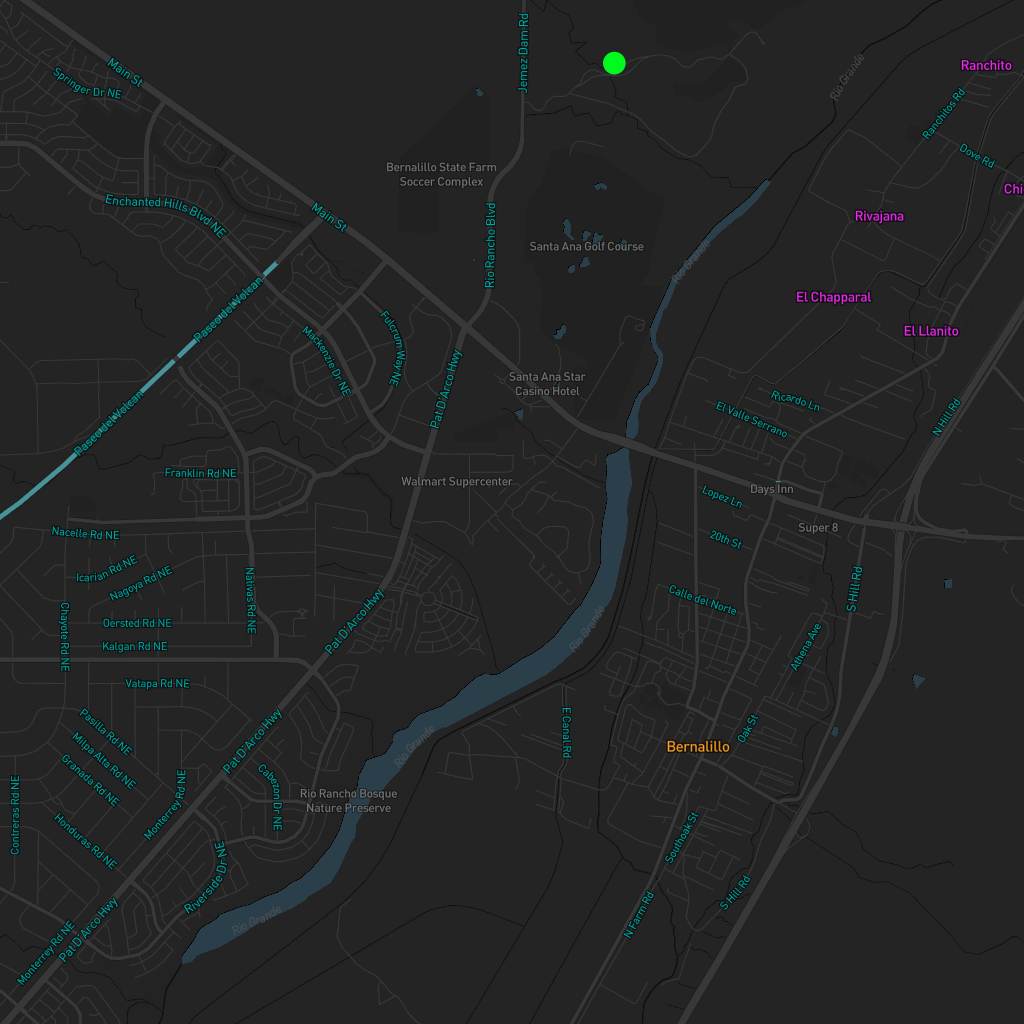 Jemez Dam Rd
Main St
Springer Dr NE
Rio Grande
Ranchito
Ranchitos Rd
Dove Rd
Bernalillo State Farm
Soccer Complex
Chi
Enchanted Hills Blvd NE
Main St
Rio Rancho Blvd
Rivajana
Santa Ana Golf Course
Rio Grande
Paseo del Volcan
El Chapparal
El Llanito
Mackenzie Dr NE
Fulcrum Way NE
Pat D'Arco Hwy
Santa Ana Star
Casino Hotel
Ricardo Ln
El Valle Serrano
N Hill Rd
Paseo del Volcan
Franklin Rd NE
Walmart Supercenter
Days Inn
Lopez Ln
Super 8
Nacelle Rd NE
20th St
Icarian Rd NE
Nagoya Rd NE
Nativas Rd NE
Calle del Norte
S Hill Rd
Chayote Rd NE
Oersted Rd NE
Kalgan Rd NE
Pat D'Arco Hwy
Rio Grande
Athena Ave
Vatapa Rd NE
Pasilla Rd NE
Milpa Alta Rd NE
Granada Rd NE
Pat D'Arco Hwy
Rio Grande
E Canal Rd
Oak St
Bernalillo
Contreras Rd NE
Monterrey Rd NE
Cabezon Dr NE
Rio Rancho Bosque
Nature Preserve
Honduras Rd NE
Southoak St
Riverside Dr NE
S Hill Rd
N Farm Rd
Rio Grande
Pat D'Arco Hwy
Monterrey Rd NE